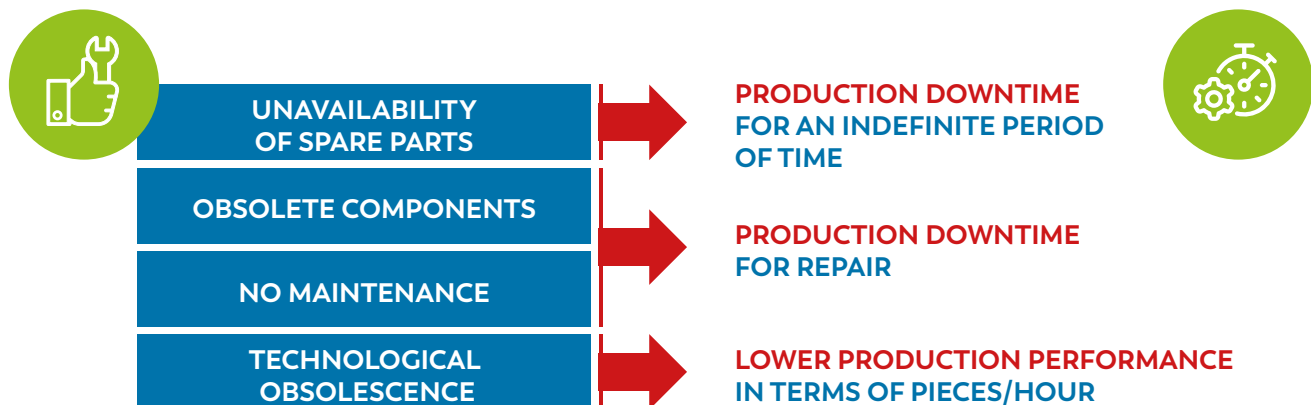 UNAVAILABILITY
OF SPARE PARTS
PRODUCTION DOWNTIME
FOR AN INDEFINITE PERIOD
OF TIME
OBSOLETE COMPONENTS
NO MAINTENANCE
PRODUCTION DOWNTIME
FOR REPAIR
TECHNOLOGICAL
OBSOLESCENCE
LOWER PRODUCTION PERFORMANCE
IN TERMS OF PIECES/HOUR